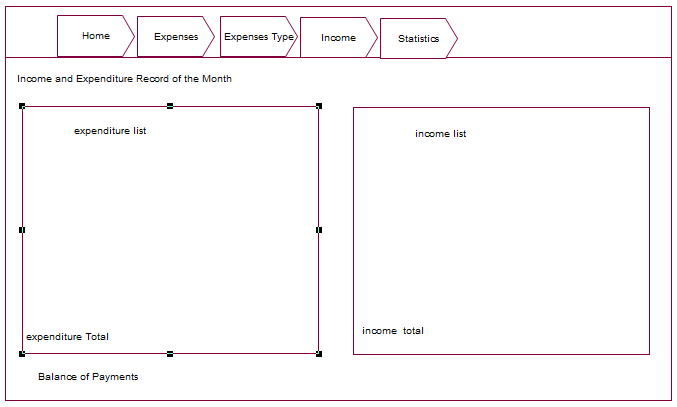 Home
Expenses
Expenses Type
Income
Statistics
Income and Expenditure Record of the Month
expenditure list
income list
expenditure Total
income total
Balance of Payments